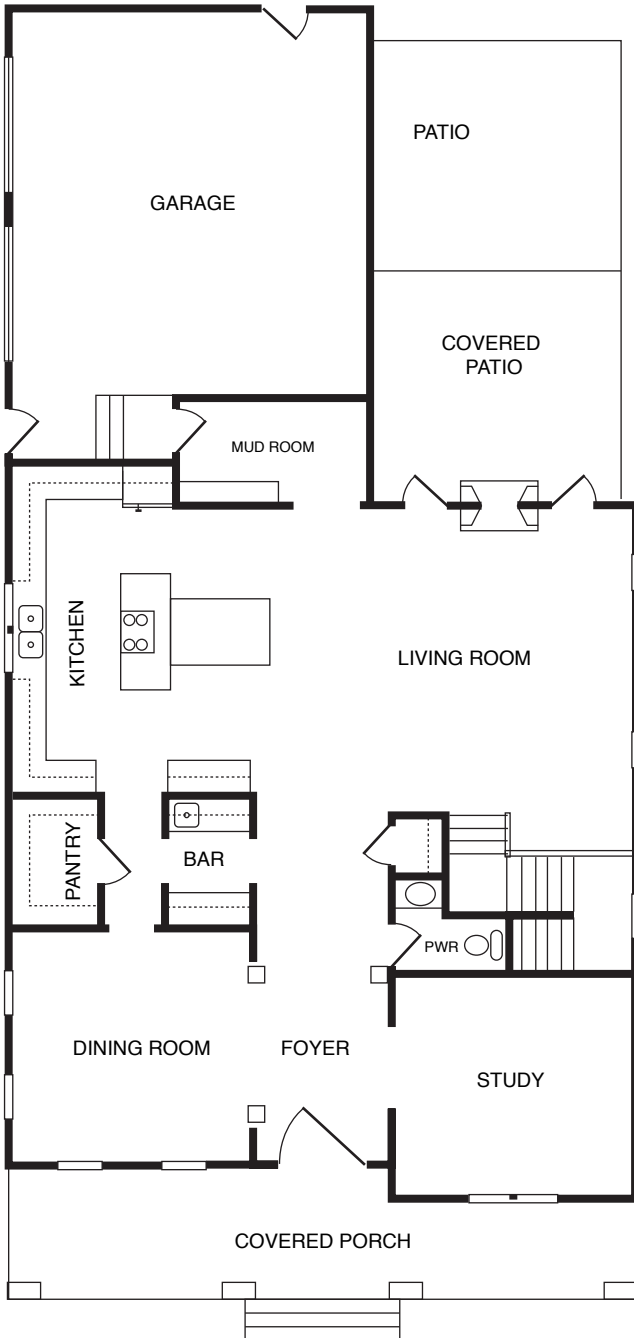 PATIO
GARAGE
COVERED
PATIO
MUD ROOM
KITCHEN
LIVING ROOM
PANTRY
BAR
PWR
DINING ROOM
FOYER
STUDY
COVERED PORCH